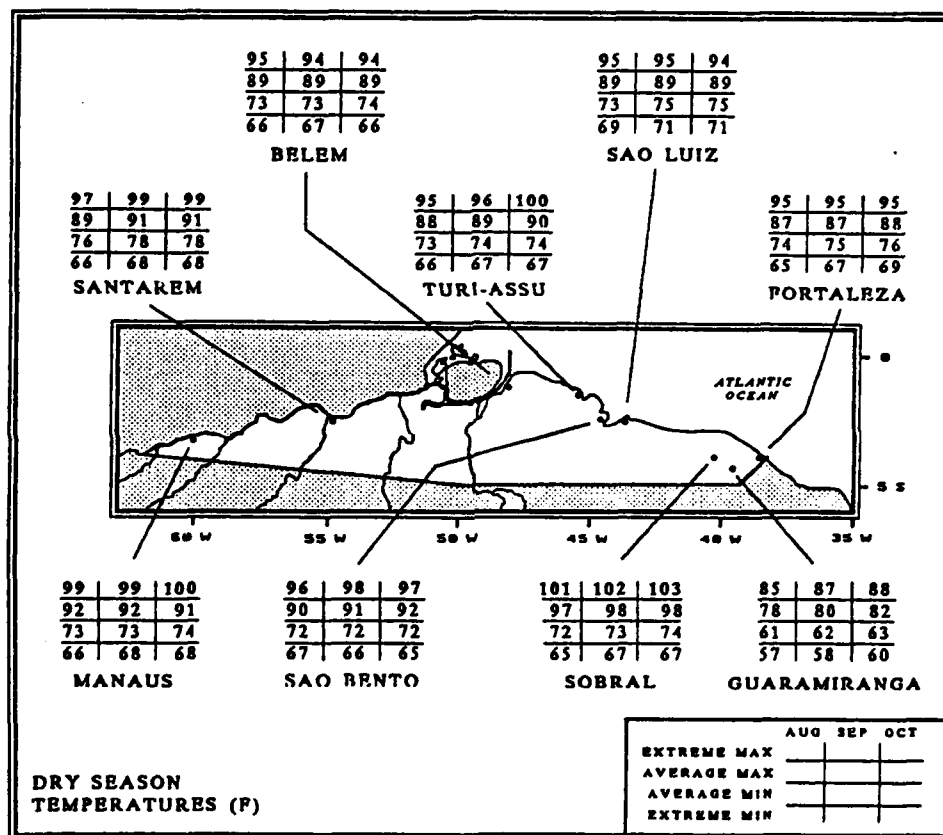 95 94 94
89 89 89
73 73 74
66 67 66
BELEM
95 95 94
89 89 89
73 75 75
69 71 71
SAO LUIZ
97 99 99
89 91 91
76 78 78
66 68 68
SANTAREM
95 96 100
88 89 90
73 74 74
66 67 67
TURI-ASSU
95 95 95
87 87 88
74 75 76
65 67 69
FORTALEZA
0
ATLANTIC
OCEAN
5 S
60 W 55 W 50 W 45 W 40 W 35 W
99 99 100
92 92 91
73 73 74
66 68 68
MANAUS
96 98 97
90 91 92
72 72 72
67 66 65
SAO BENTO
101 102 103
97 98 98
72 73 74
65 67 67
SOBRAL
85 87 88
78 80 82
61 62 63
57 58 60
GUARAMIRANGA
DRY SEASON
TEMPERATURES (F)
AUG SEP OCT
EXTREME MAX
AVERAGE MAX
AVERAGE MIN
EXTREME MIN